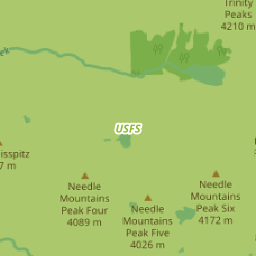 Trinity
Peaks
4210 m
USFS
Needle
Mountains
Peak Four
4089 m
Needle
Mountains
Peak Five
4026 m
Needle
Mountains
Peak Six
4172 m